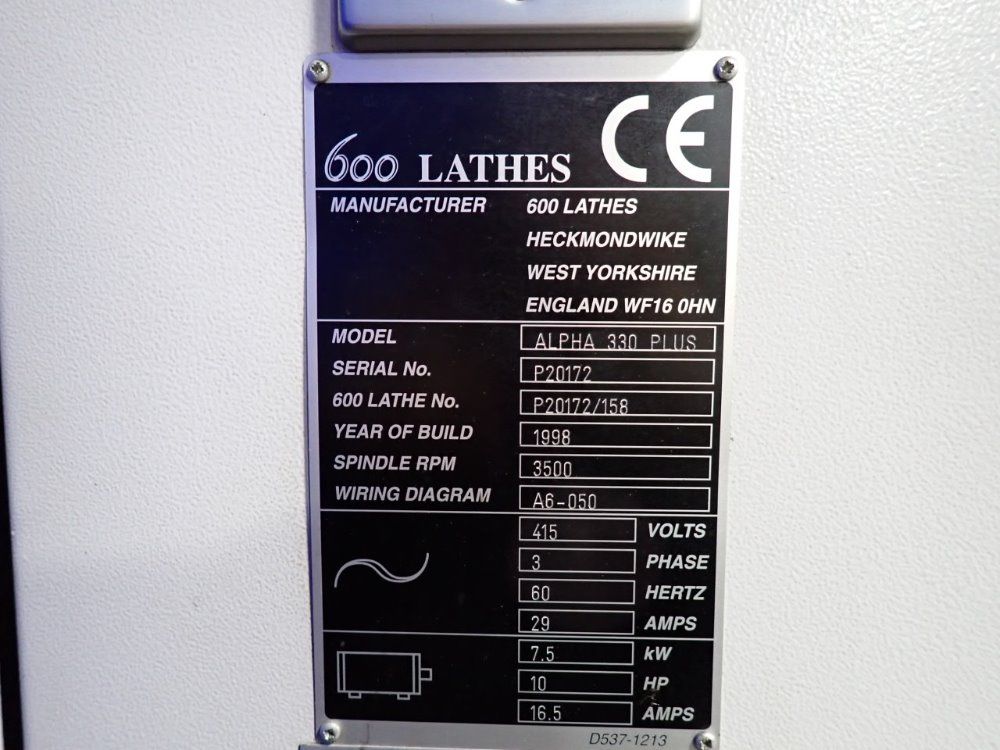 600 LATHES CE
MANUFACTURER 600 LATHES
HECKMONDWIKE
WEST YORKSHIRE
ENGLAND WF16 0HN
MODEL ALPHA 330 PLUS
SERIAL No. P20172
600 LATHE No. P20172/158
YEAR OF BUILD 1998
SPINDLE RPM 3500
WIRING DIAGRAM A6-050
415 VOLTS
3 PHASE
60 HERTZ
29 AMPS
7.5 kW
10 HP
16.5 AMPS
D537-1213